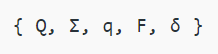 { Q, Σ, q, F, δ }